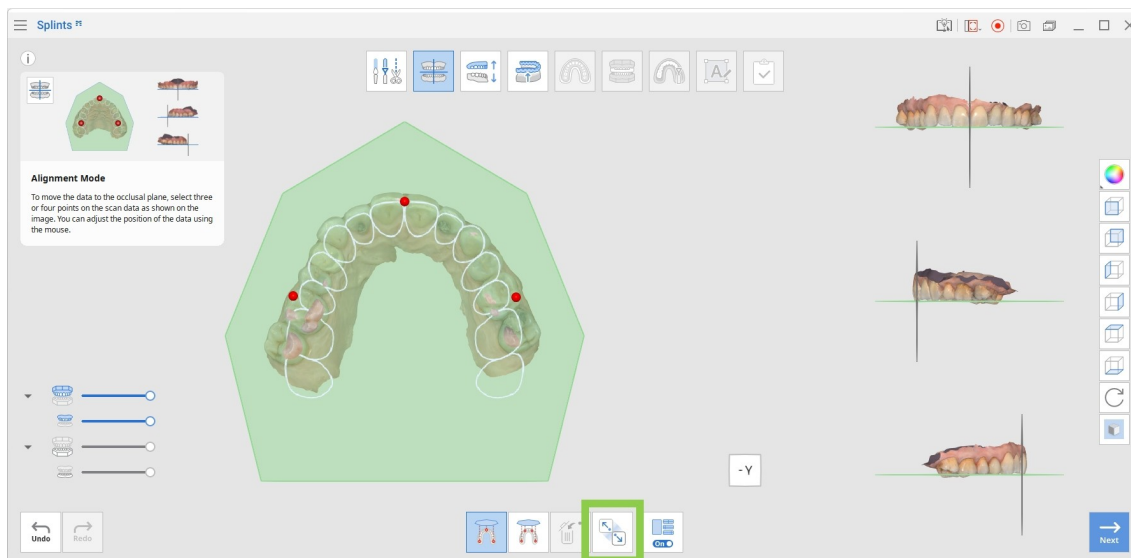 Splints
i
Alignment Mode
To move the data to the occlusal plane, select three
or four points on the scan data as shown on the
image. You can adjust the position of the data using
the mouse.
A
- Y
Undo
Redo
On
Next